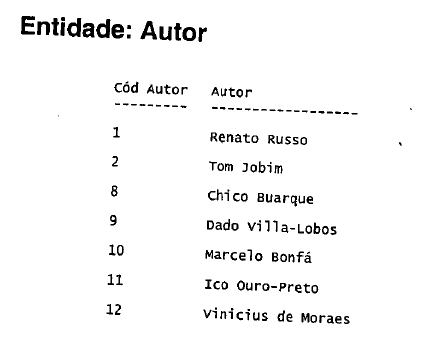 Entidade: Autor
Cód Autor Autor
--------- ------------------
1 Renato Russo
2 Tom Jobim
8 Chico Buarque
9 Dado Villa-Lobos
10 Marcelo Bonfá
11 Ico Ouro-Preto
12 Vinicius de Moraes